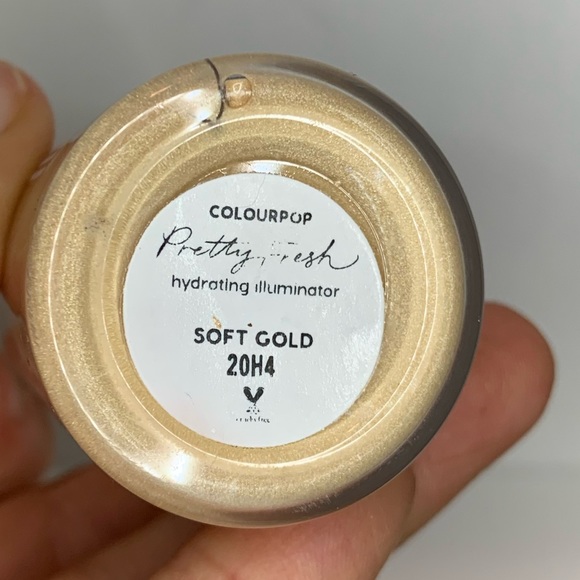 COLOURPOP
Pretty Fresh
hydrating illuminator
SOFT GOLD
20H4